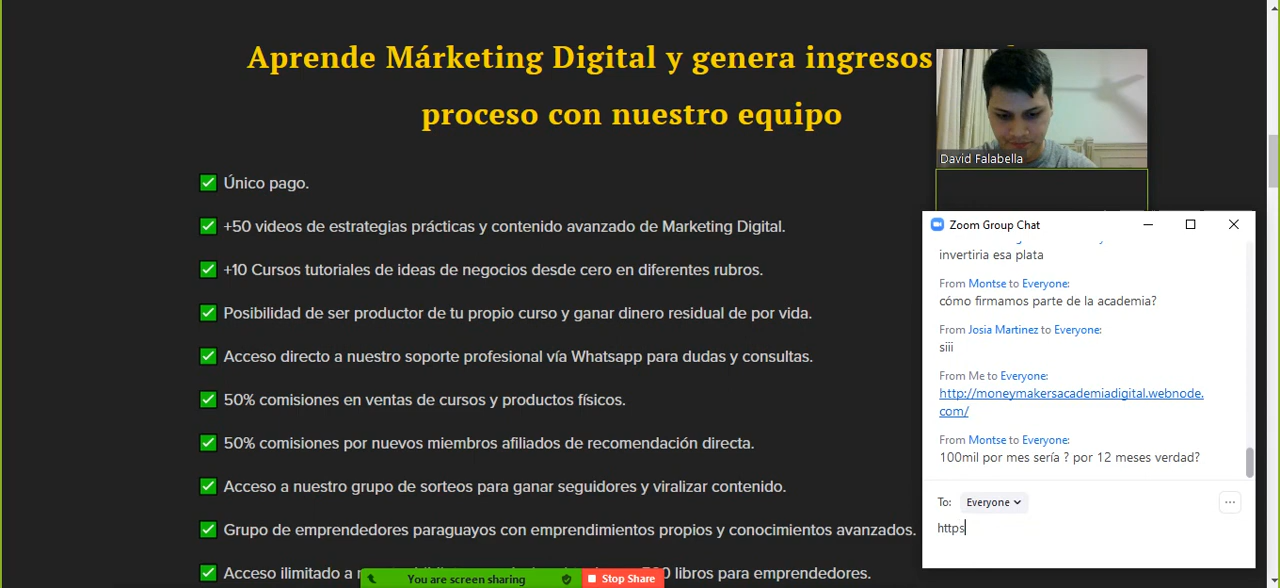 Aprende Márketing Digital y genera ingresos
proceso con nuestro equipo
Único pago.
+50 videos de estrategias prácticas y contenido avanzado de Marketing Digital.
+10 Cursos tutoriales de ideas de negocios desde cero en diferentes rubros.
Posibilidad de ser productor de tu propio curso y ganar dinero residual de por vida.
Acceso directo a nuestro soporte profesional vía Whatsapp para dudas y consultas.
50% comisiones en ventas de cursos y productos físicos.
50% comisiones por nuevos miembros afiliados de recomendación directa.
Acceso a nuestro grupo de sorteos para ganar seguidores y viralizar contenido.
Grupo de emprendedores paraguayos con emprendimientos propios y conocimientos avanzados.
Acceso ilimitado a libros para emprendedores.
You are screen sharing
Stop Share
David Falabella
Zoom Group Chat
invertiria esa plata
From Montse to Everyone:
cómo firmamos parte de la academia?
From Josia Martinez to Everyone:
siii
From Me to Everyone:
http://moneymakersacademiadigital.webnode.
com/
From Montse to Everyone:
100mil por mes sería ? por 12 meses verdad?
To: Everyone
https